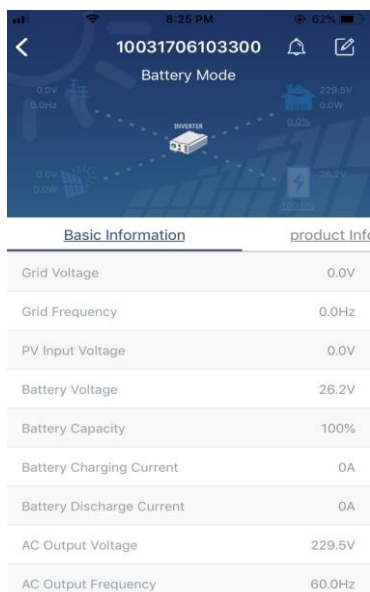 8:25 PM
62%
10031706103300
Battery Mode
0.0V
0.0Hz
229.5V
0.0W
0.0%
INVERTER
0.0V
0.0W
26.2V
100.0%
Basic Information
product Info
Grid Voltage 0.0V
Grid Frequency 0.0Hz
PV Input Voltage 0.0V
Battery Voltage 26.2V
Battery Capacity 100%
Battery Charging Current 0A
Battery Discharge Current 0A
AC Output Voltage 229.5V
AC Output Frequency 60.0Hz